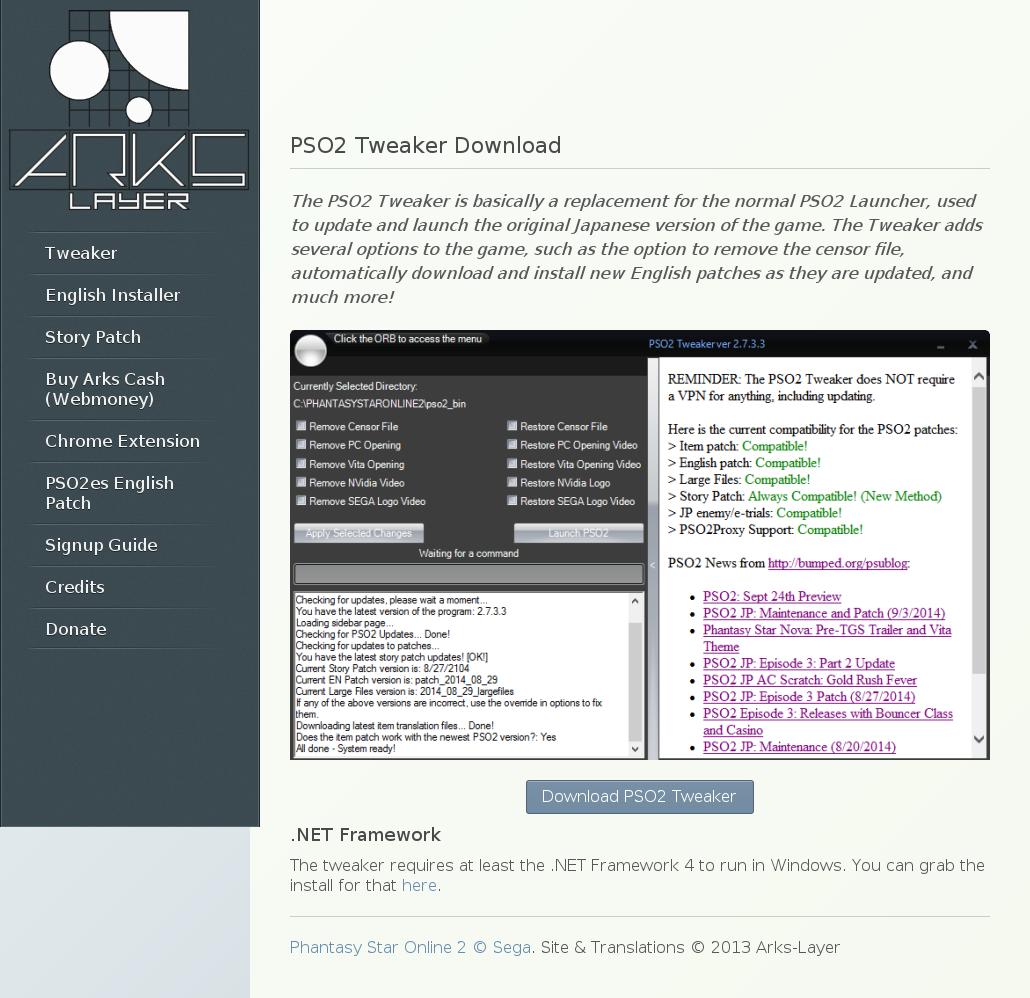 ARKS
LAYER
Tweaker
English Installer
Story Patch
Buy Arks Cash
(Webmoney)
Chrome Extension
PSO2es English
Patch
Signup Guide
Credits
Donate
PSO2 Tweaker Download
The PSO2 Tweaker is basically a replacement for the normal PSO2 Launcher, used
to update and launch the original Japanese version of the game. The Tweaker adds
several options to the game, such as the option to remove the censor file,
automatically download and install new English patches as they are updated, and
much more!
Click the ORB to access the menu
PSO2 Tweaker ver 2.7.3.3
Currently Selected Directory:
C:\PHANTASYSTARONLINE2\pso2_bin
Remove Censor File
Restore Censor File
Remove PC Opening
Restore PC Opening Video
Remove Vita Opening
Restore Vita Opening Video
Remove NVidia Video
Restore NVidia Logo
Remove SEGA Logo Video
Restore SEGA Logo Video
Apply Selected Changes
Launch PSO2
Waiting for a command
Checking for updates, please wait a moment...
You have the latest version of the program: 2.7.3.3
Loading sidebar page...
Checking for PSO2 Updates... Done!
Checking for updates to patches...
You have the latest story patch updates! [OK!]
Current Story Patch version is: 8/27/2104
Current EN Patch version is: patch_2014_08_29
Current Large Files version is: 2014_08_29_largefiles
If any of the above versions are incorrect, use the override in options to fix
them.
Downloading latest item translation files... Done!
Does the item patch work with the newest PSO2 version?: Yes
All done - System ready!
REMINDER: The PSO2 Tweaker does NOT require
a VPN for anything, including updating.
Here is the current compatibility for the PSO2 patches:
> Item patch: Compatible!
> English patch: Compatible!
> Large Files: Compatible!
> Story Patch: Always Compatible! (New Method)
> JP enemy/e-trials: Compatible!
> PSO2Proxy Support: Compatible!
PSO2 News from http://bumped.org/psublog:
PSO2: Sept 24th Preview
PSO2 JP: Maintenance and Patch (9/3/2014)
Phantasy Star Nova: Pre-TGS Trailer and Vita
Theme
PSO2 JP: Episode 3: Part 2 Update
PSO2 JP AC Scratch: Gold Rush Fever
PSO2 JP: Episode 3 Patch (8/27/2014)
PSO2 Episode 3: Releases with Bouncer Class
and Casino
PSO2 JP: Maintenance (8/20/2014)
Download PSO2 Tweaker
.NET Framework
The tweaker requires at least the .NET Framework 4 to run in Windows. You can grab the
install for that here.
Phantasy Star Online 2 © Sega. Site & Translations © 2013 Arks-Layer